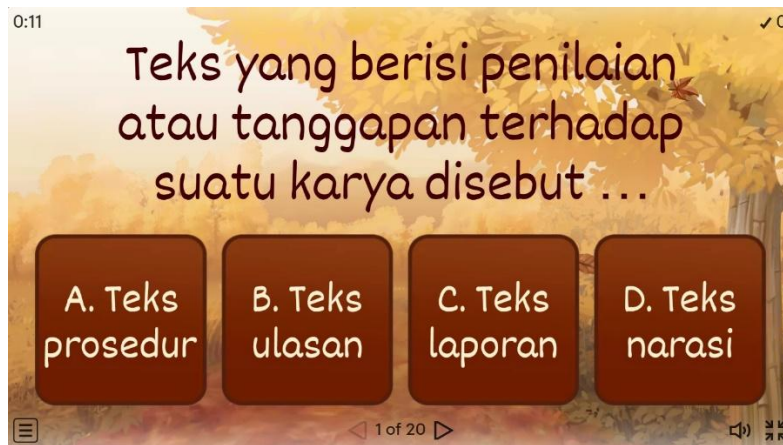 0:11
✓ 0
Teks yang berisi penilaian
atau tanggapan terhadap
suatu karya disebut ...
A. Teks
prosedur
B. Teks
ulasan
C. Teks
laporan
D. Teks
narasi
1 of 20